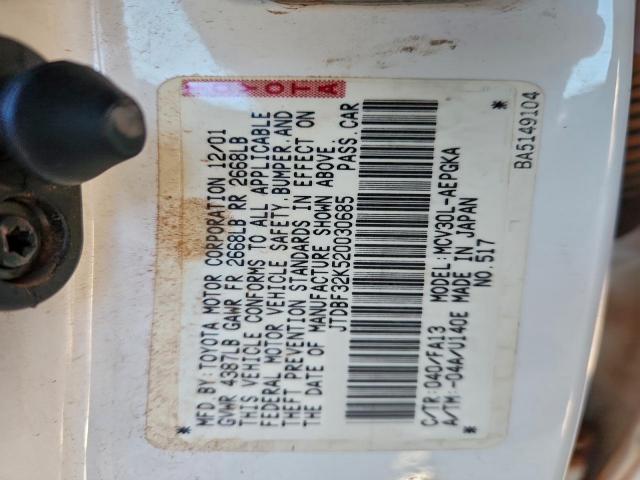 TOYOTA
MFD.BY:TOYOTA MOTOR CORPORATION 12/01
GVWR 4387LB GAWR FR 2668LB RR 2668LB
THIS VEHICLE CONFORMS TO ALL APPLICABLE
FEDERAL MOTOR VEHICLE SAFETY,BUMPER,AND
THEFT PREVENTION STANDARDS IN EFFECT ON
THE DATE OF MANUFACTURE SHOWN ABOVE.
JTDBF32K520030685 PASS.CAR
C/TR:040/FA13 MODEL:MCV30L-AEPGKA
A/TM:-04A/U140E MADE IN JAPAN
NO.517
* BA5149104 *